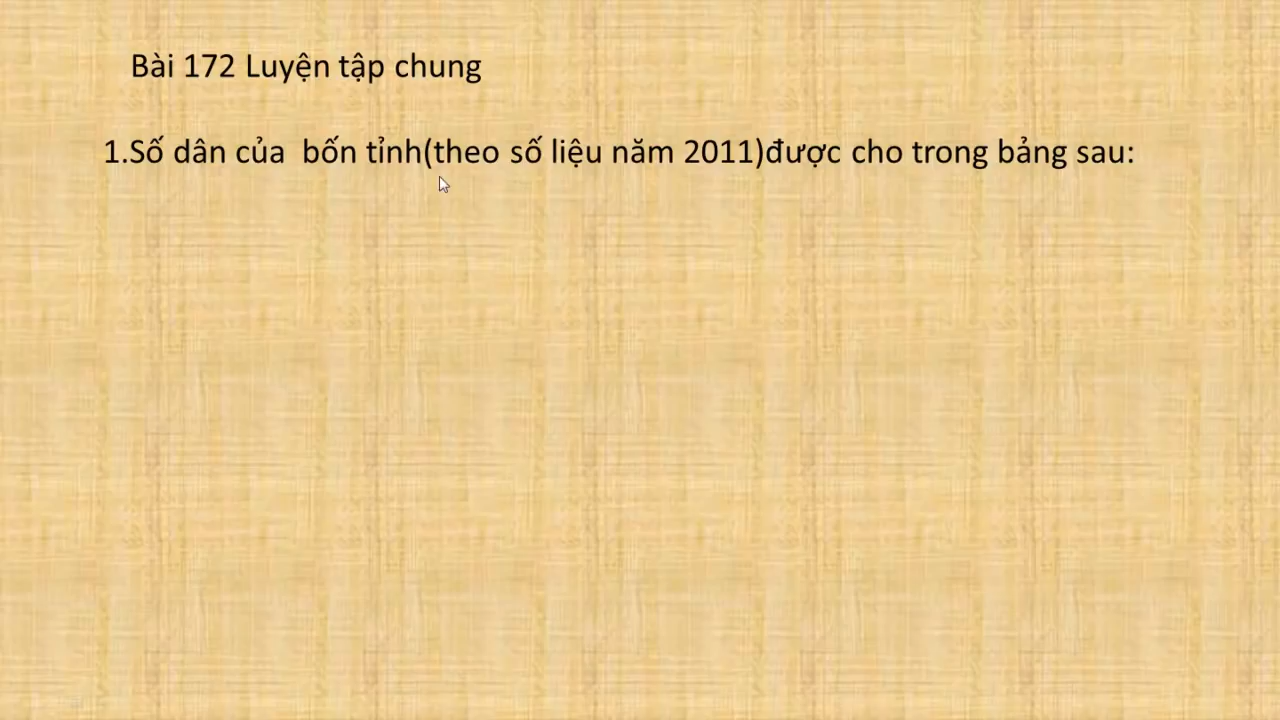 Bài 172 Luyện tập chung
1.Số dân của  bốn tỉnh(theo số liệu năm 2011)được cho trong bảng sau: